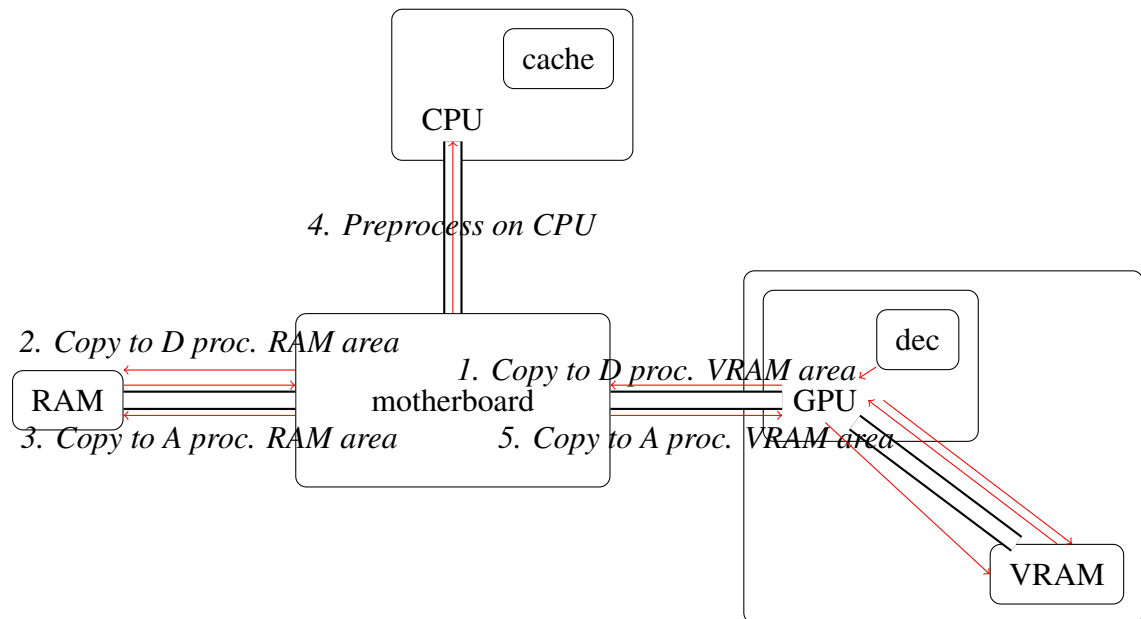 cache
CPU
4. Preprocess on CPU
2. Copy to D proc. RAM area
dec
1. Copy to D proc. VRAM area
RAM
motherboard
GPU
3. Copy to A proc. RAM area
5. Copy to A proc. VRAM area
VRAM